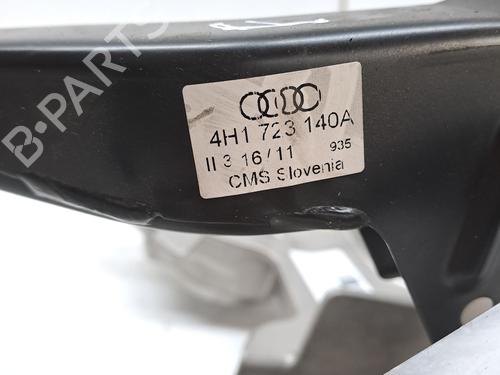 4H1 723 140A
II 3 16/11 935
CMS Slovenia
B-PARTS